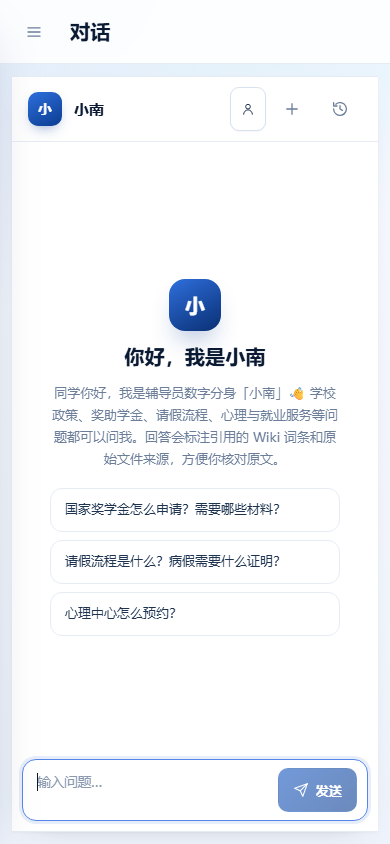 对话
小 小南
小
你好，我是小南
同学你好，我是辅导员数字分身「小南」👋 学校
政策、奖助学金、请假流程、心理与就业服务等问
题都可以问我。回答会标注引用的 Wiki 词条和原
始文件来源，方便你核对原文。
国家奖学金怎么申请？需要哪些材料？
请假流程是什么？病假需要什么证明？
心理中心怎么预约？
输入问题...
发送